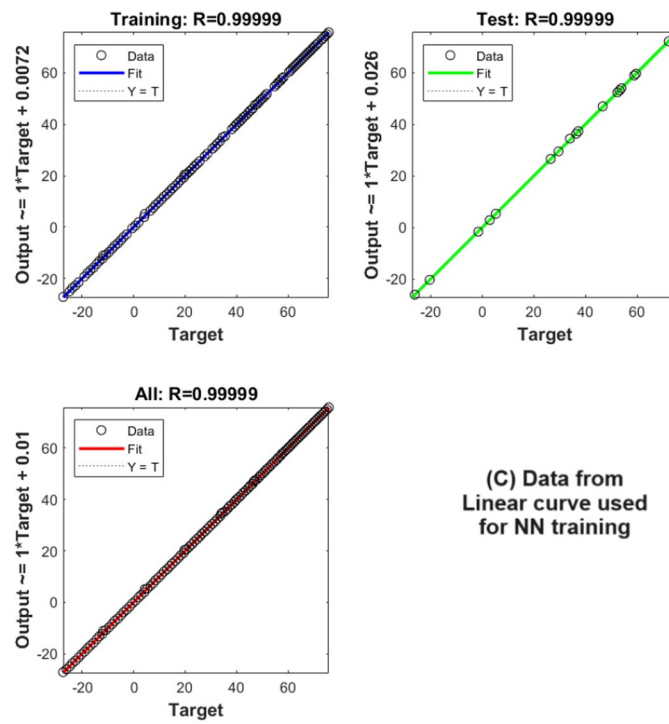 Training: R=0.99999
Output ~= 1*Target + 0.0072
Data
Fit
Y = T
60
40
20
0
-20
-20 0 20 40 60
Target
Test: R=0.99999
Output ~= 1*Target + 0.026
Data
Fit
Y = T
60
40
20
0
-20
-20 0 20 40 60
Target
All: R=0.99999
Output ~= 1*Target + 0.01
Data
Fit
Y = T
60
40
20
0
-20
-20 0 20 40 60
Target
(C) Data from
Linear curve used
for NN training